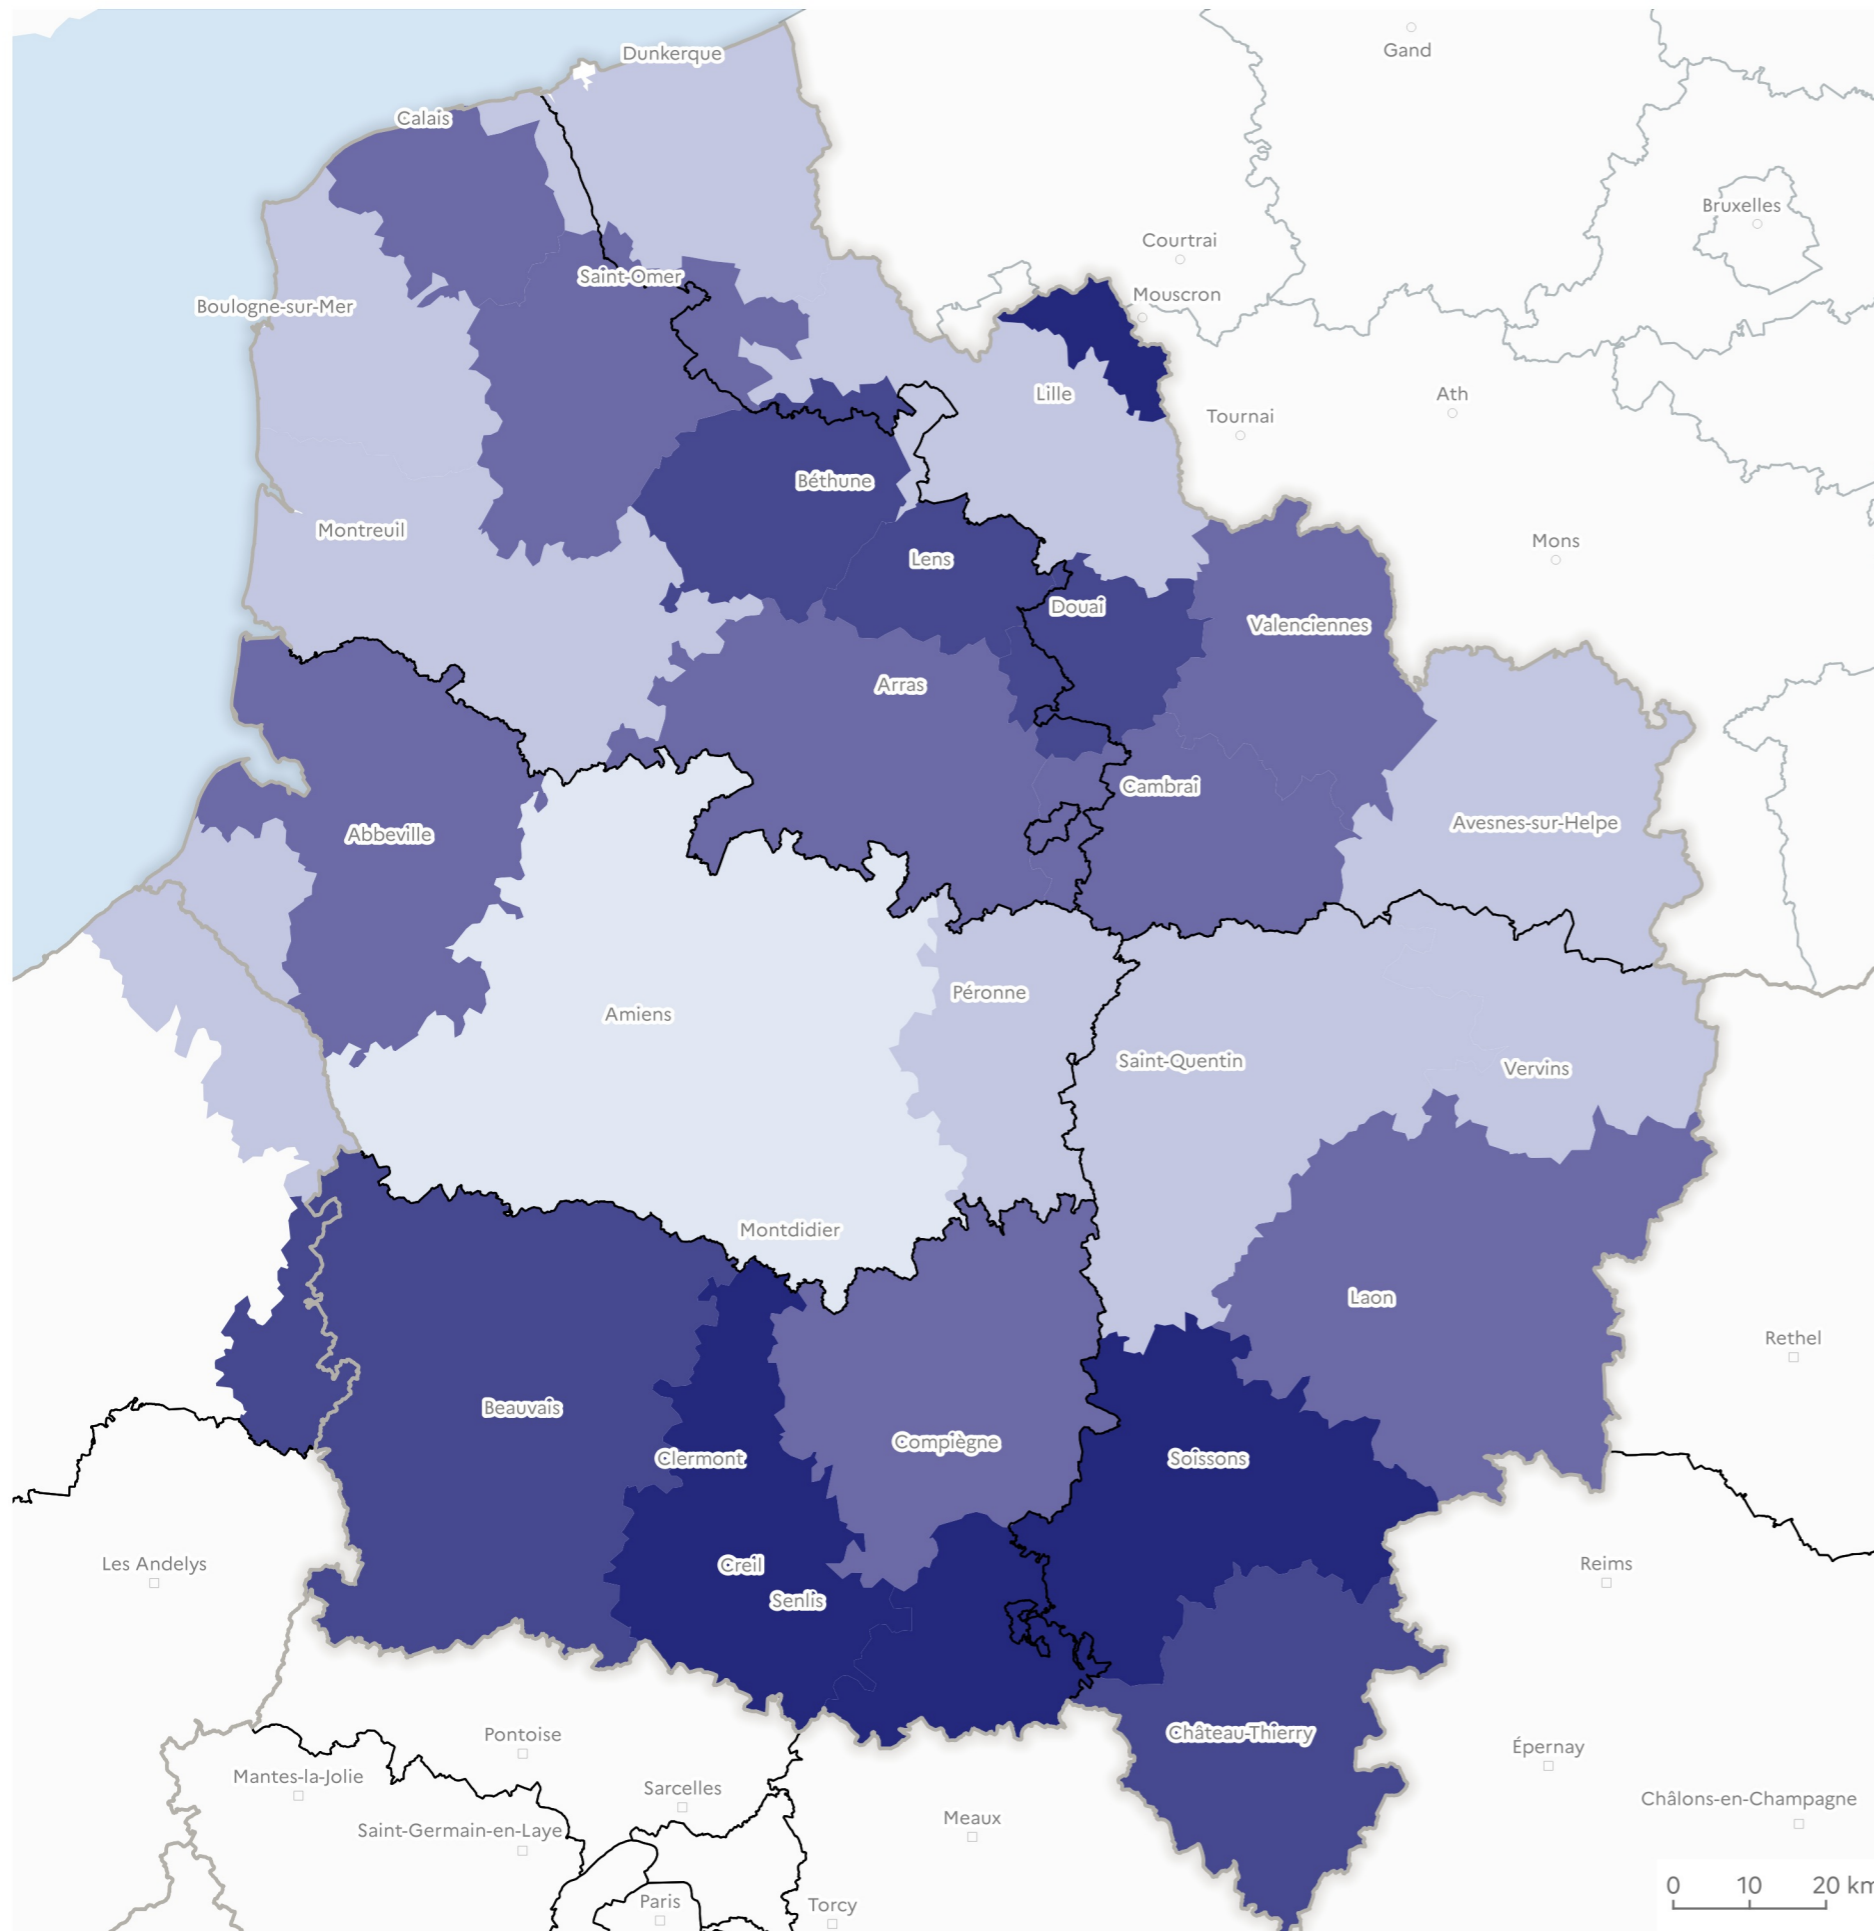 Gand
Dunkerque
Calais
Bruxelles
Courtrai
Saint-Omer
Mouscron
Boulogne-sur-Mer
Lille
Ath
Tournai
Béthune
Montreuil
Mons
Lens
Douai
Valenciennes
Arras
Cambrai
Avesnes-sur-Helpe
Abbeville
Péronne
Amiens
Saint-Quentin
Vervins
Montdidier
Laon
Rethel
Beauvais
Compiègne
Clermont
Soissons
Les Andelys
Creil
Reims
Senlis
Château-Thierry
Pontoise
Épernay
Mantes-la-Jolie
Sarcelles
Châlons-en-Champagne
Meaux
Saint-Germain-en-Laye
0 10 20 km
Paris
Torcy